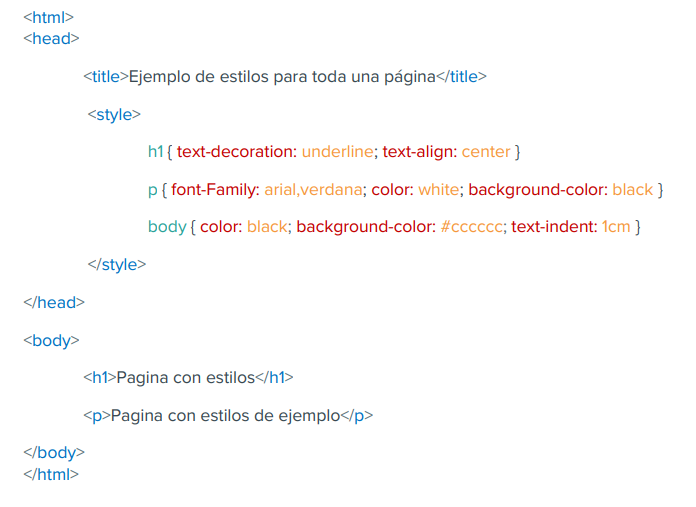 <html>
<head>
<title>Ejemplo de estilos para toda una página</title>
<style>
h1 { text-decoration: underline; text-align: center }
p { font-Family: arial,verdana; color: white; background-color: black }
body { color: black; background-color: #cccccc; text-indent: 1cm }
</style>
</head>
<body>
<h1>Pagina con estilos</h1>
<p>Pagina con estilos de ejemplo</p>
</body>
</html>